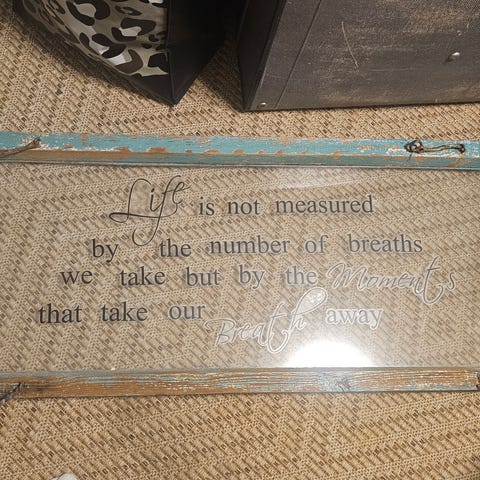 Life is not measured
by the number of breaths
we take but by the Moments
that take our Breath away